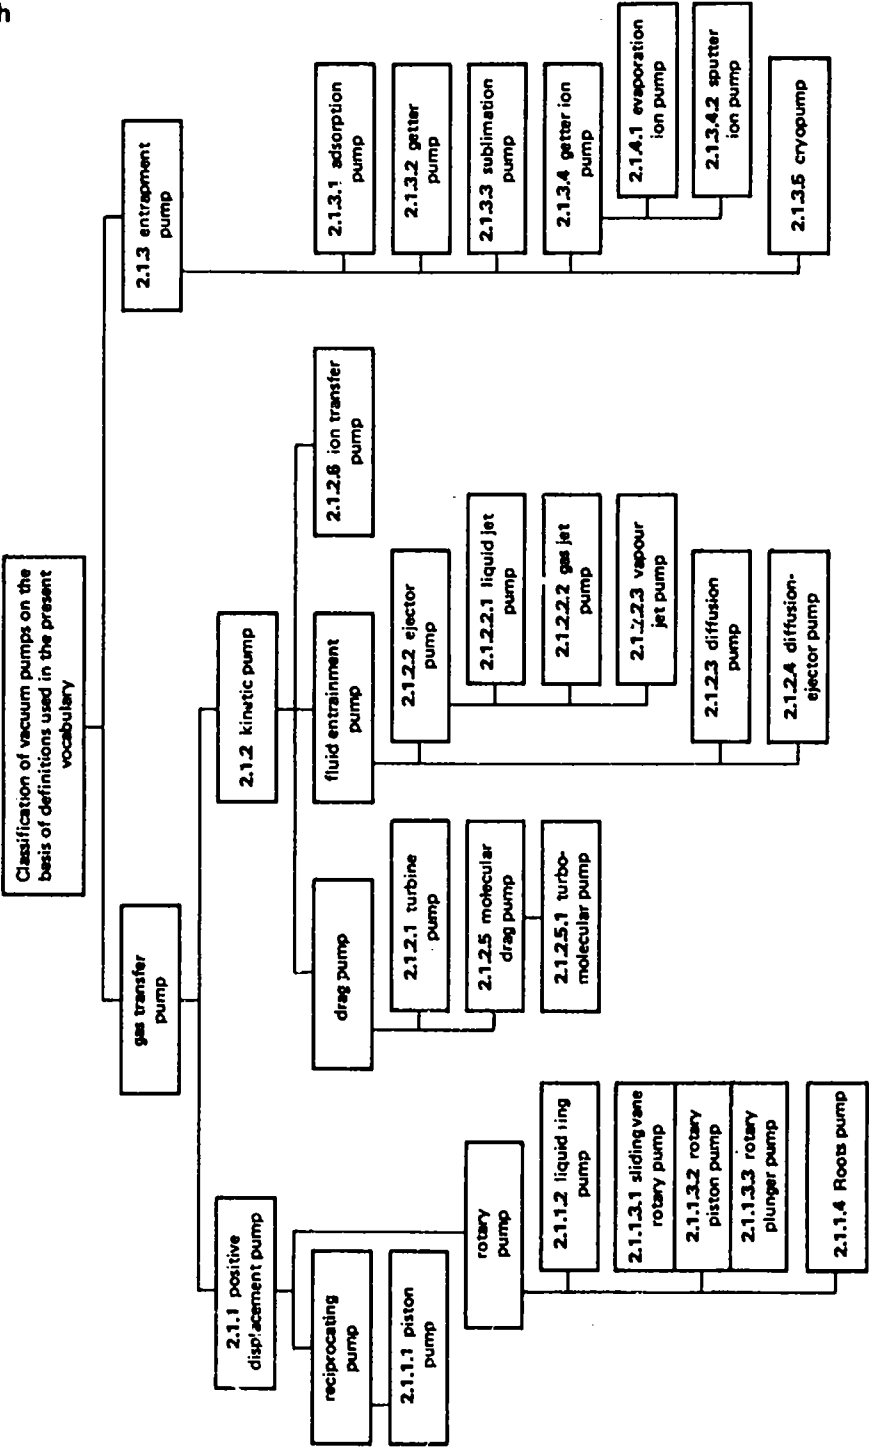 h
Classification of vacuum pumps on the
basis of definitions used in the present
vocabulary
gas transfer
pump
2.1.3 entrapment
pump
2.1.1 positive
displacement pump
2.1.2 kinetic pump
reciprocating
pump
2.1.1.1 piston
pump
rotary
pump
2.1.1.2 liquid ring
pump
2.1.1.3.1 sliding vane
rotary pump
2.1.1.3.2 rotary
piston pump
2.1.1.3.3 rotary
plunger pump
2.1.1.4 Roots pump
drag pump
2.1.2.1 turbine
pump
2.1.2.5 molecular
drag pump
2.1.2.5.1 turbo-
molecular pump
fluid entrainment
pump
2.1.2.2 ejector
pump
2.1.2.2.1 liquid jet
pump
2.1.2.2.2 gas jet
pump
2.1.2.2.3 vapour
jet pump
2.1.2.3 diffusion
pump
2.1.2.4 diffusion-
ejector pump
2.1.2.6 ion transfer
pump
2.1.3.1 adsorption
pump
2.1.3.2 getter
pump
2.1.3.3 sublimation
pump
2.1.3.4 getter ion
pump
2.1.4.1 evaporation
ion pump
2.1.3.4.2 sputter
ion pump
2.1.3.5 cryopump